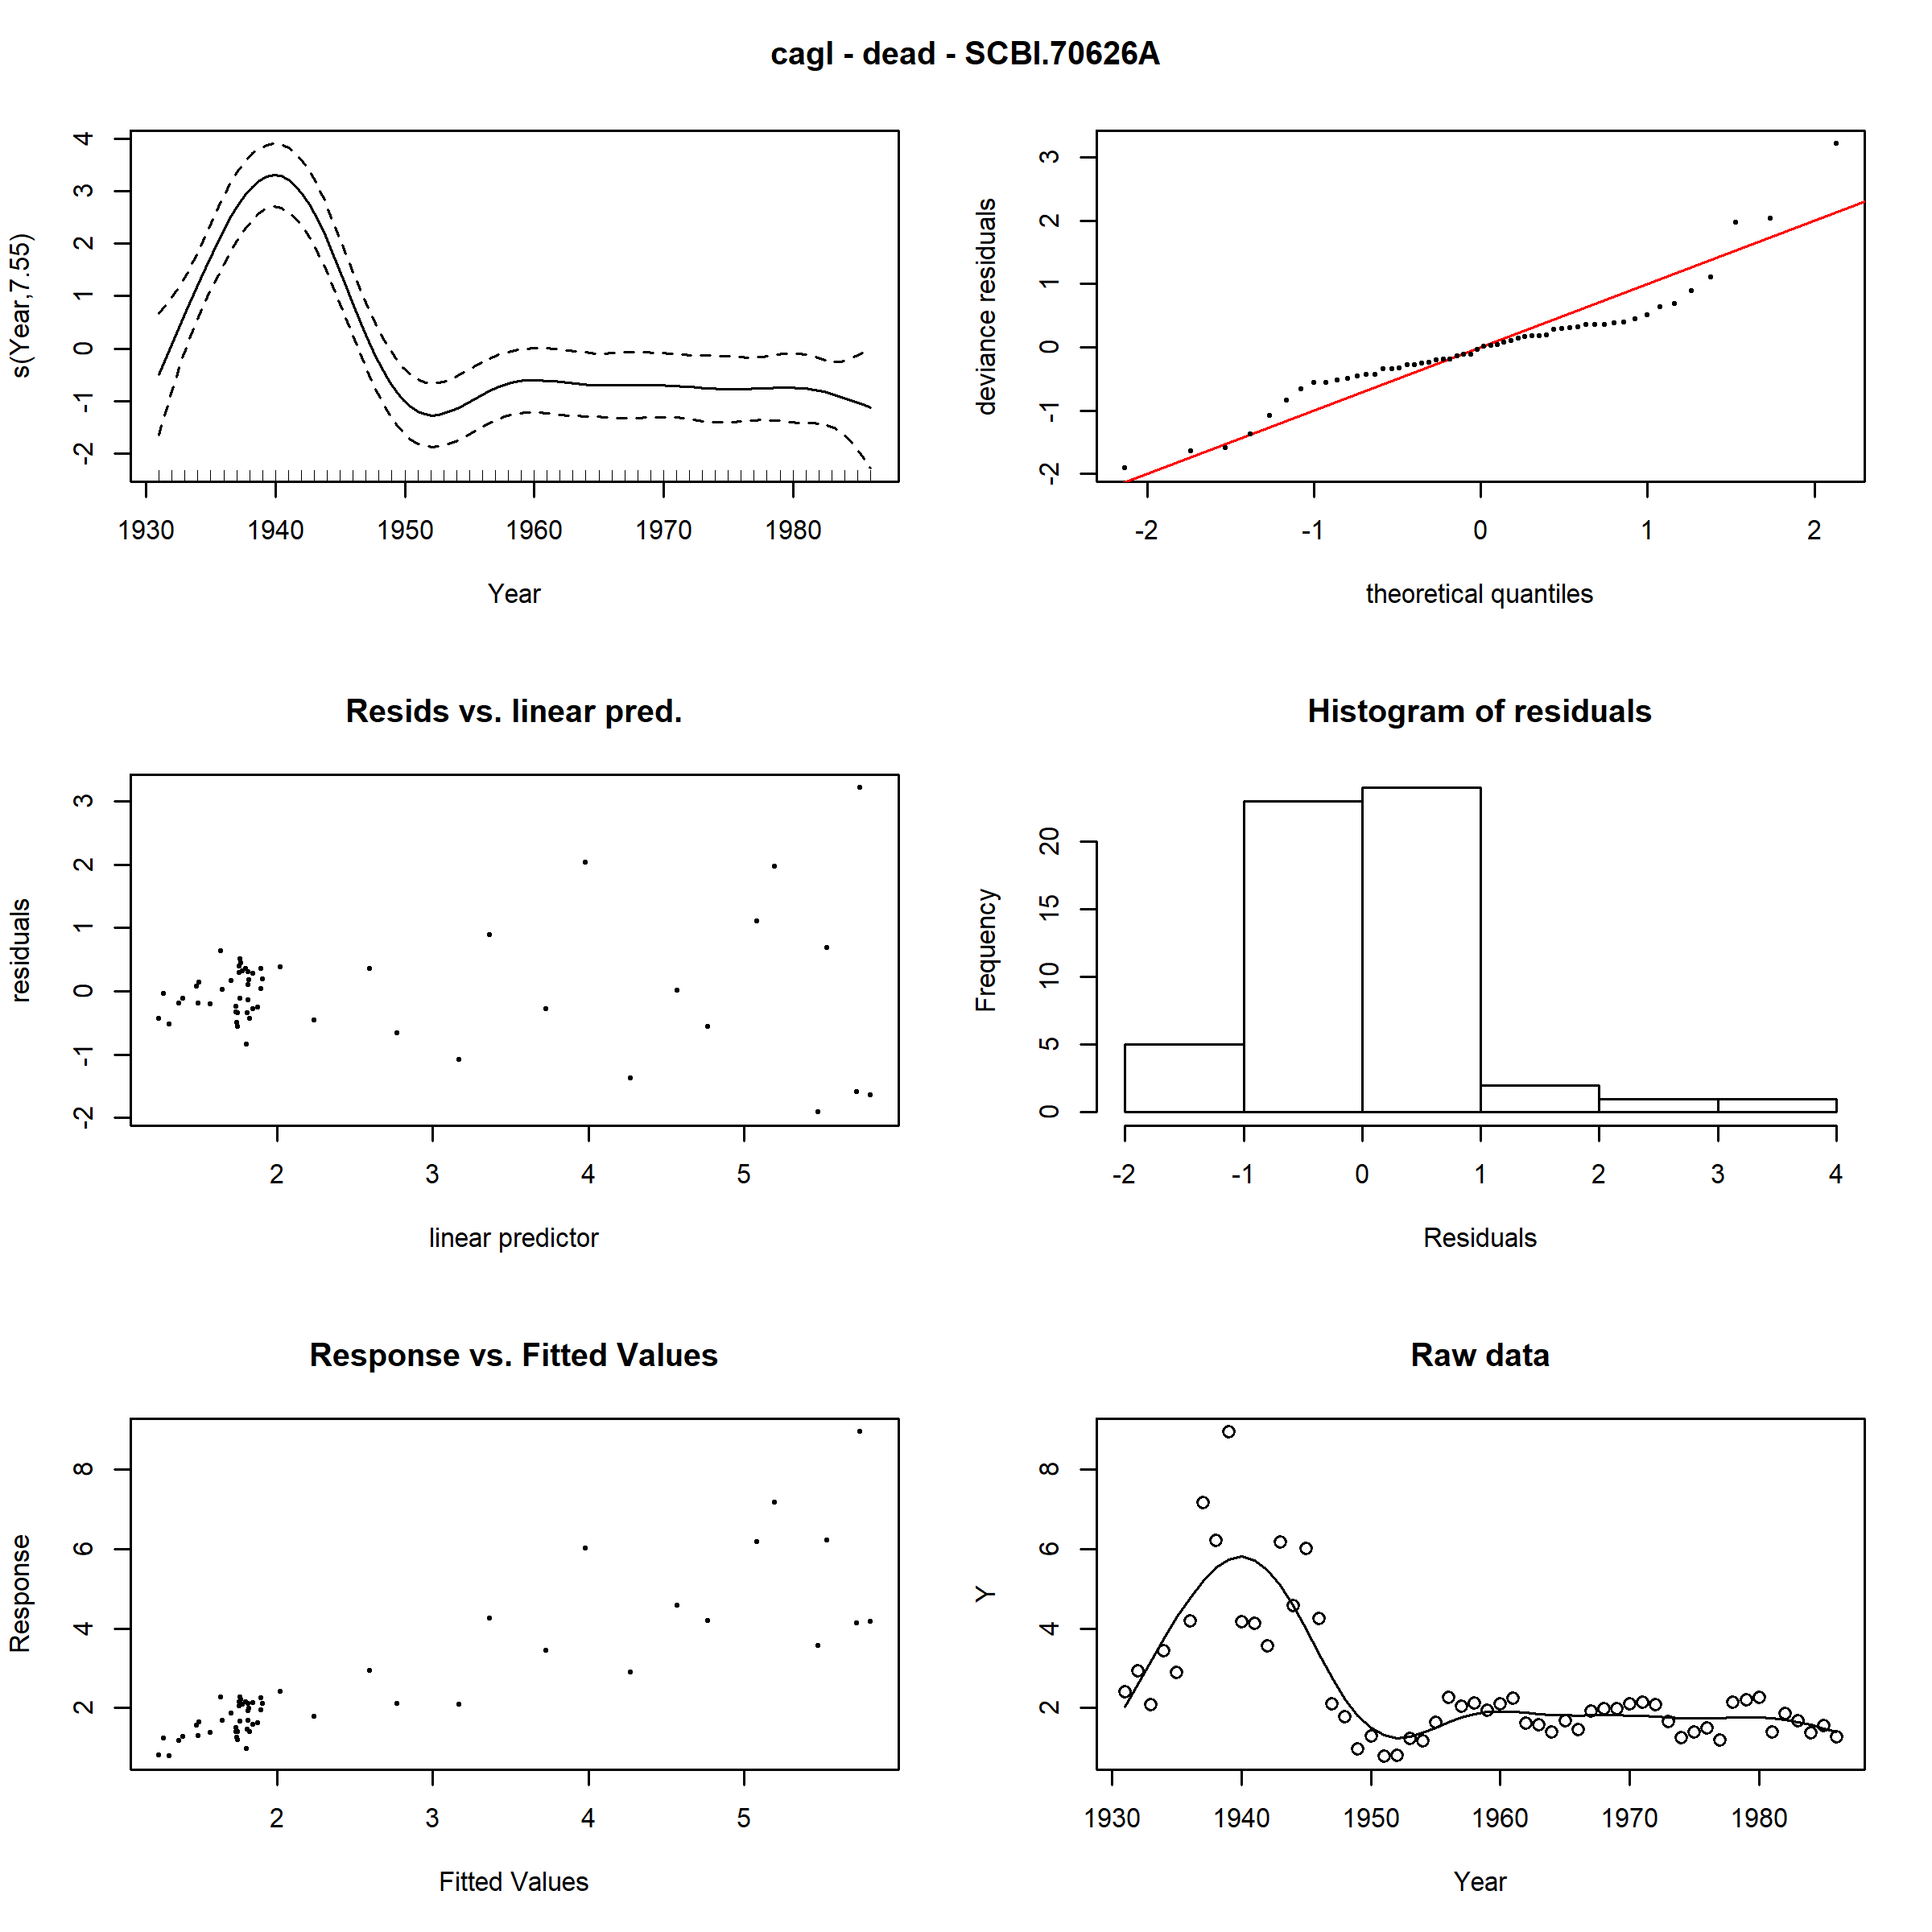 cagl - dead - SCBI.70626A
s(Year,7.55)
4
3
2
1
0
-1
-2
1930 1940 1950 1960 1970 1980
Year
deviance residuals
3
2
1
0
-1
-2
-2 -1 0 1 2
theoretical quantiles
Resids vs. linear pred.
residuals
3
2
1
0
-1
-2
2 3 4 5
linear predictor
Histogram of residuals
Frequency
20
15
10
5
0
-2 -1 0 1 2 3 4
Residuals
Response vs. Fitted Values
Response
8
6
4
2
2 3 4 5
Fitted Values
Raw data
Y
8
6
4
2
1930 1940 1950 1960 1970 1980
Year